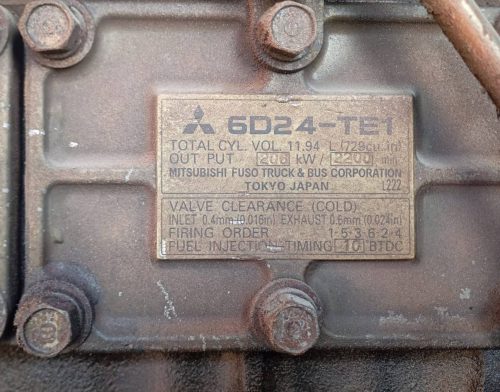 6D24-TE1
TOTAL CYL. VOL. 11.94 L (729cu. in)
OUT PUT 206 kW / 2200 min
MITSUBISHI FUSO TRUCK & BUS CORPORATION
TOKYO JAPAN L222
VALVE CLEARANCE (COLD)
INLET 0.4mm(0.016in) EXHAUST 0.6mm(0.024in)
FIRING ORDER 1-5-3-6-2-4
FUEL INJECTION TIMING 10 BTDC